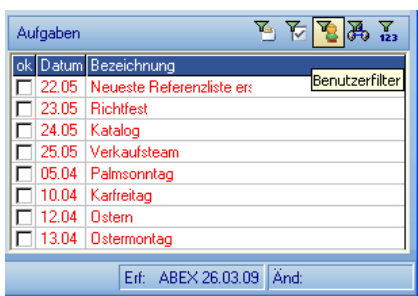 Aufgaben
123
ok Datum Bezeichnung
Benutzerfilter
22.05 Neueste Referenzliste ers
23.05 Richtfest
24.05 Katalog
25.05 Verkaufsteam
05.04 Palmsonntag
10.04 Karfreitag
12.04 Ostern
13.04 Ostermontag
Erf: ABEX 26.03.09 Änd: